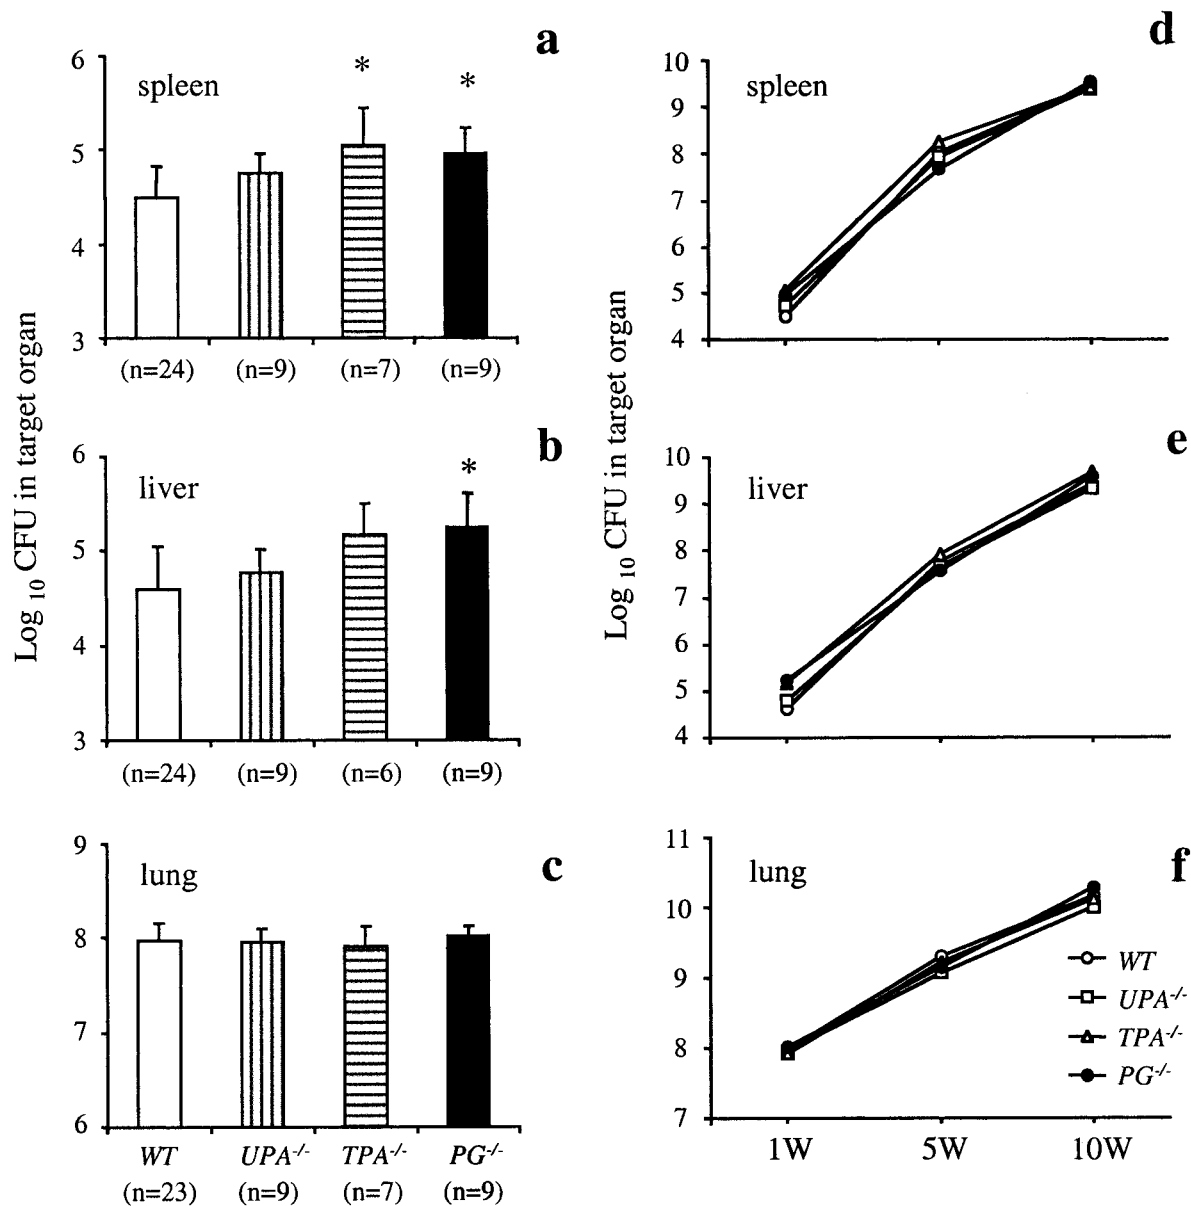 a
6
spleen
*
*
5
4
3
(n=24) (n=9) (n=7) (n=9)
b
6
liver
*
5
4
3
(n=24) (n=9) (n=6) (n=9)
c
9
lung
8
7
6
WT UPA-/- TPA-/- PG-/-
(n=23) (n=9) (n=7) (n=9)
Log 10 CFU in target organ
d
10
spleen
9
8
7
6
5
4
e
10
liver
9
8
7
6
5
4
f
11
lung
10
9
8
7
WT
UPA-/-
TPA-/-
PG-/-
1W 5W 10W
Log 10 CFU in target organ